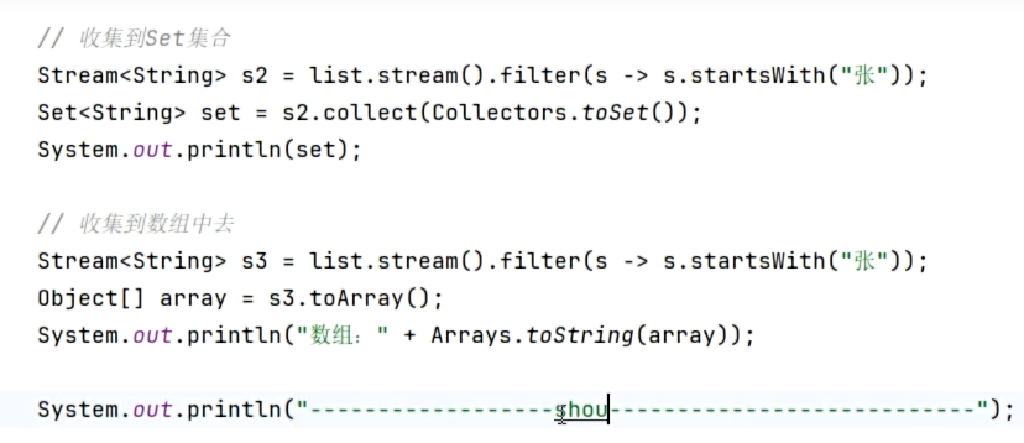 // 收集到Set集合
Stream<String> s2 = list.stream().filter(s -> s.startsWith("张"));
Set<String> set = s2.collect(Collectors.toSet());
System.out.println(set);
// 收集到数组中去
Stream<String> s3 = list.stream().filter(s -> s.startsWith("张"));
Object[] array = s3.toArray();
System.out.println("数组：" + Arrays.toString(array));
System.out.println("------------------shou---------------------------");